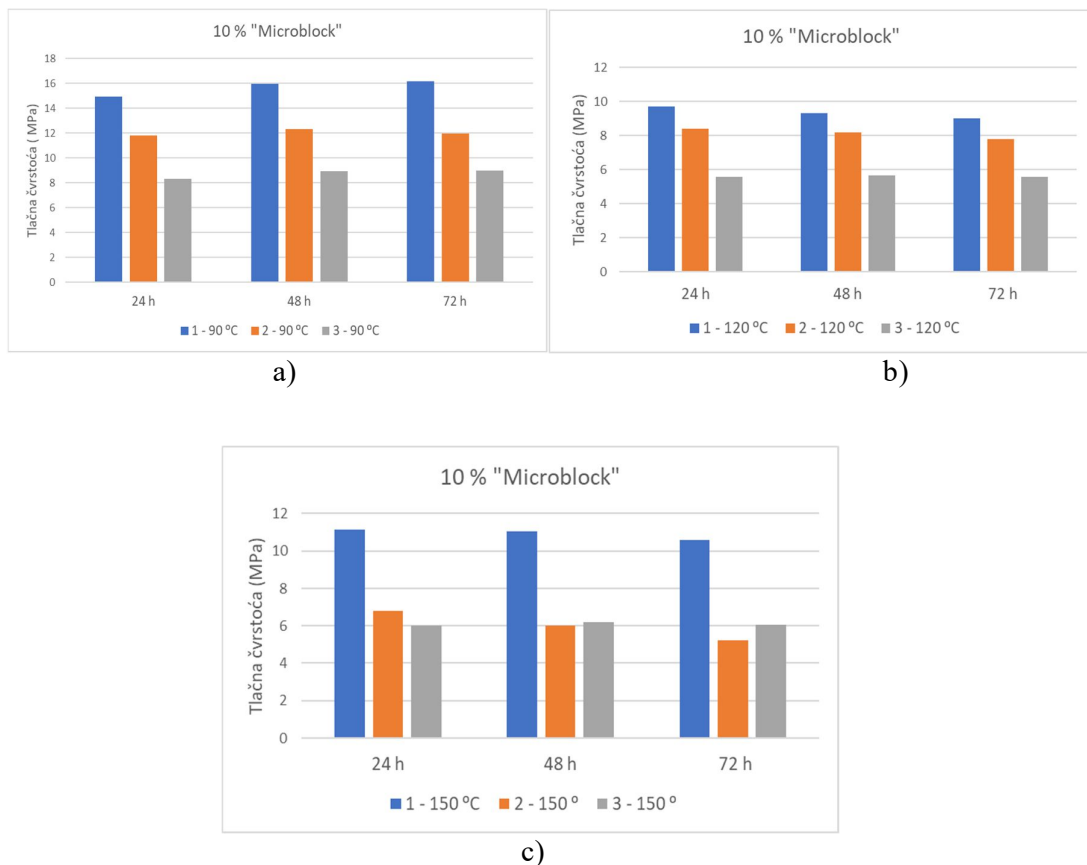 10 % "Microblock"
Tlačna čvrstoća ( MPa)
18
16
14
12
10
8
6
4
2
0
24 h 48 h 72 h
1 - 90 ºC 2 - 90 ºC 3 - 90 ºC
a)
10 % "Microblock"
Tlačna čvrstoća (MPa)
12
10
8
6
4
2
0
24 h 48 h 72 h
1 - 120 ºC 2 - 120 ºC 3 - 120 ºC
b)
10 % "Microblock"
Tlačna čvrstoća (MPa)
12
10
8
6
4
2
0
24 h 48 h 72 h
1 - 150 ºC 2 - 150 º 3 - 150 º
c)